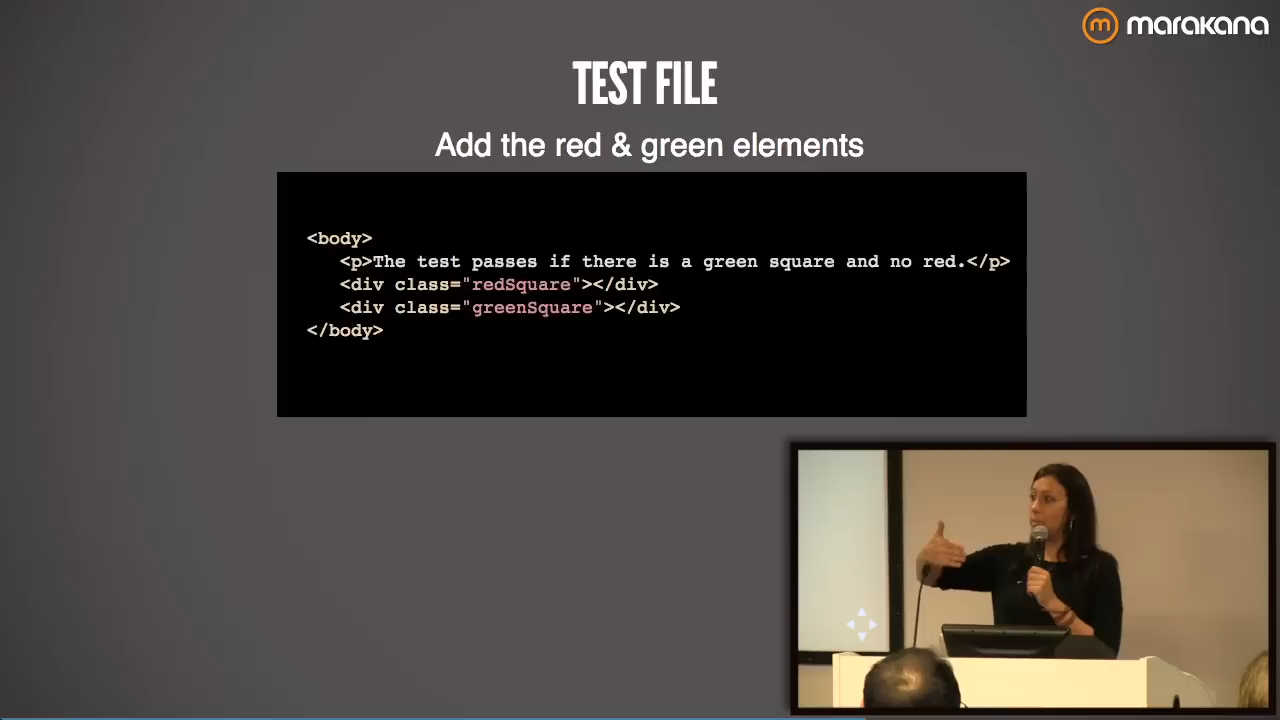 marakana
TEST FILE
Add the red & green elements
<body>
<p>The test passes if there is a green square and no red.</p>
<div class="redSquare"></div>
<div class="greenSquare"></div>
</body>